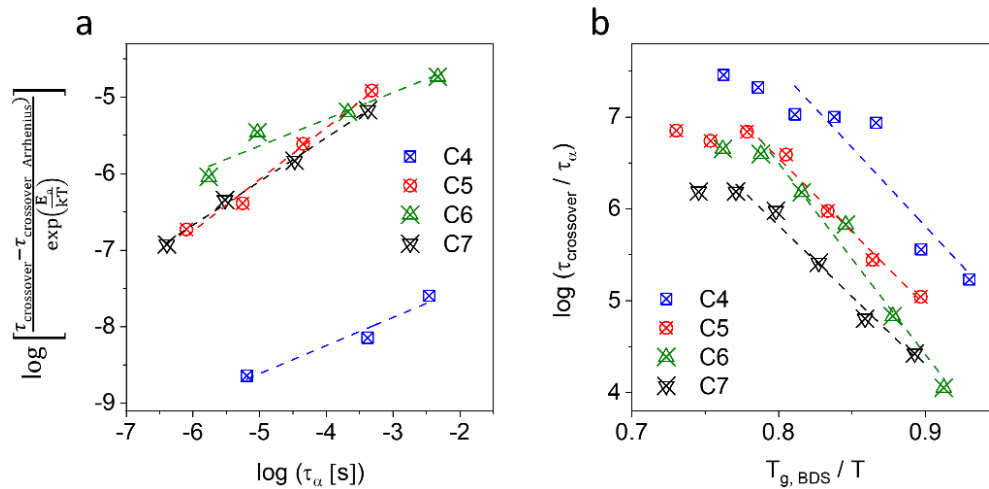 a
b
log [ τcrossover−τcrossover Arrhenius) / exp(Ea/kT) ]
-5
-6
-7
-8
-9
C4
C5
C6
C7
-7 -6 -5 -4 -3 -2 -1
log (τα [s])
log (τcrossover / τα)
7
6
5
4
C4
C5
C6
C7
0.7 0.8 0.9
Tg, BDS / T